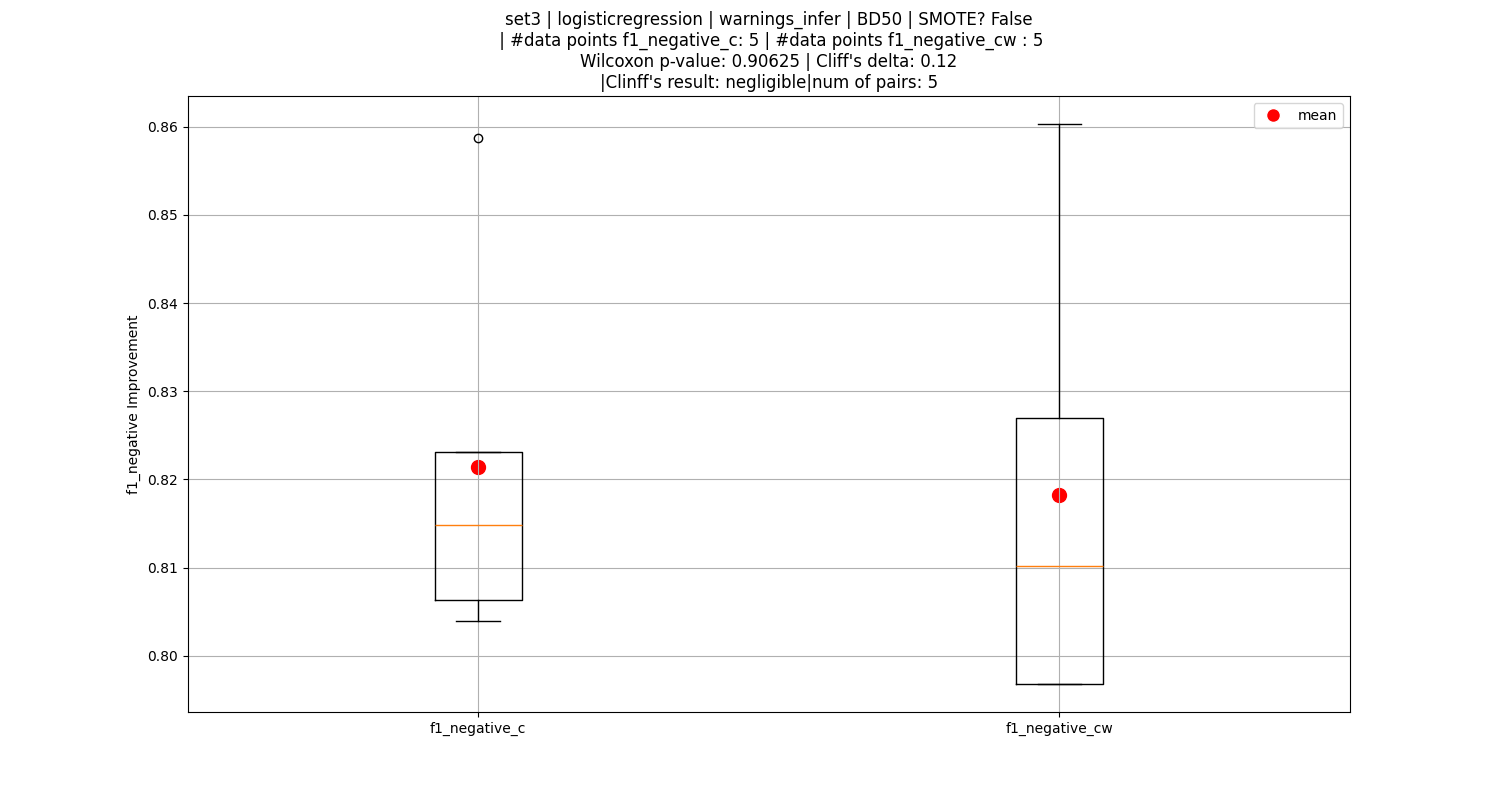 set3 | logisticregression | warnings_infer | BD50 | SMOTE? False
| #data points f1_negative_c: 5 | #data points f1_negative_cw : 5
Wilcoxon p-value: 0.90625 | Cliff's delta: 0.12
|Clinff's result: negligible|num of pairs: 5
mean
0.86
0.85
0.84
0.83
0.82
0.81
0.80
f1_negative Improvement
f1_negative_c
f1_negative_cw